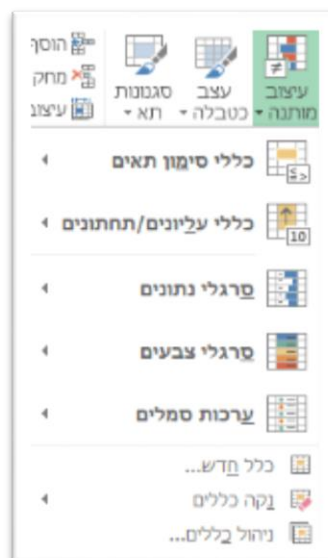 עיצוב מותנה
עצב כטבלה
סגנונות תא
הוסף
מחק
עיצוב
כללי סימון תאים
≤ >
כללי עליונים/תחתונים
10
סרגלי נתונים
סרגלי צבעים
ערכות סמלים
כלל חדש...
נקה כללים
ניהול כללים...